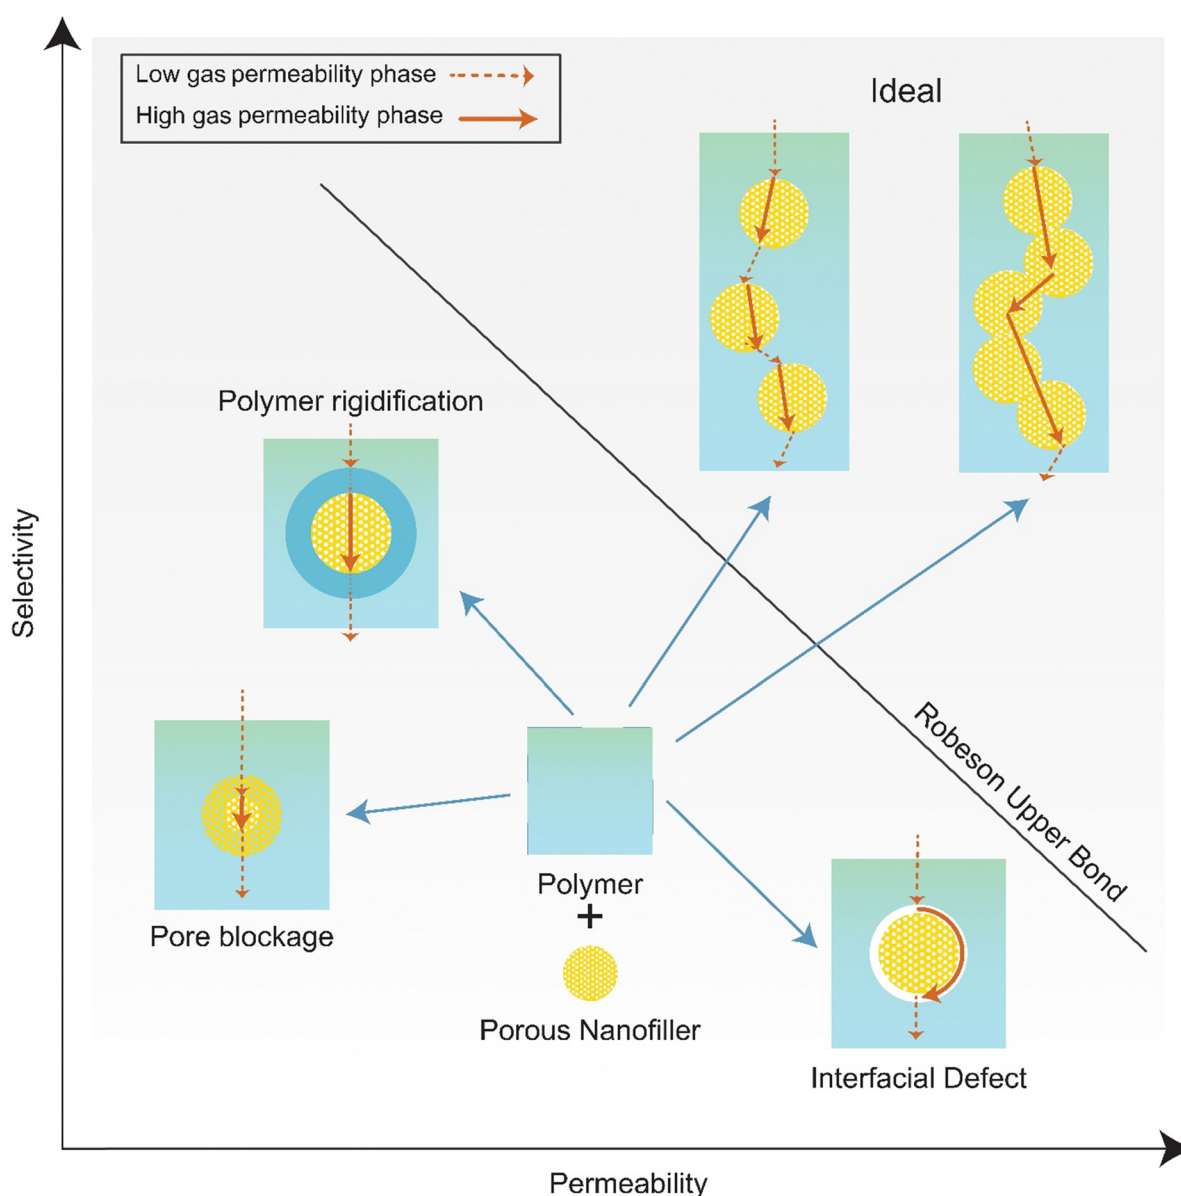 Low gas permeability phase
High gas permeability phase
Ideal
Polymer rigidification
Selectivity
Robeson Upper Bond
Polymer
+
Porous Nanofiller
Pore blockage
Interfacial Defect
Permeability